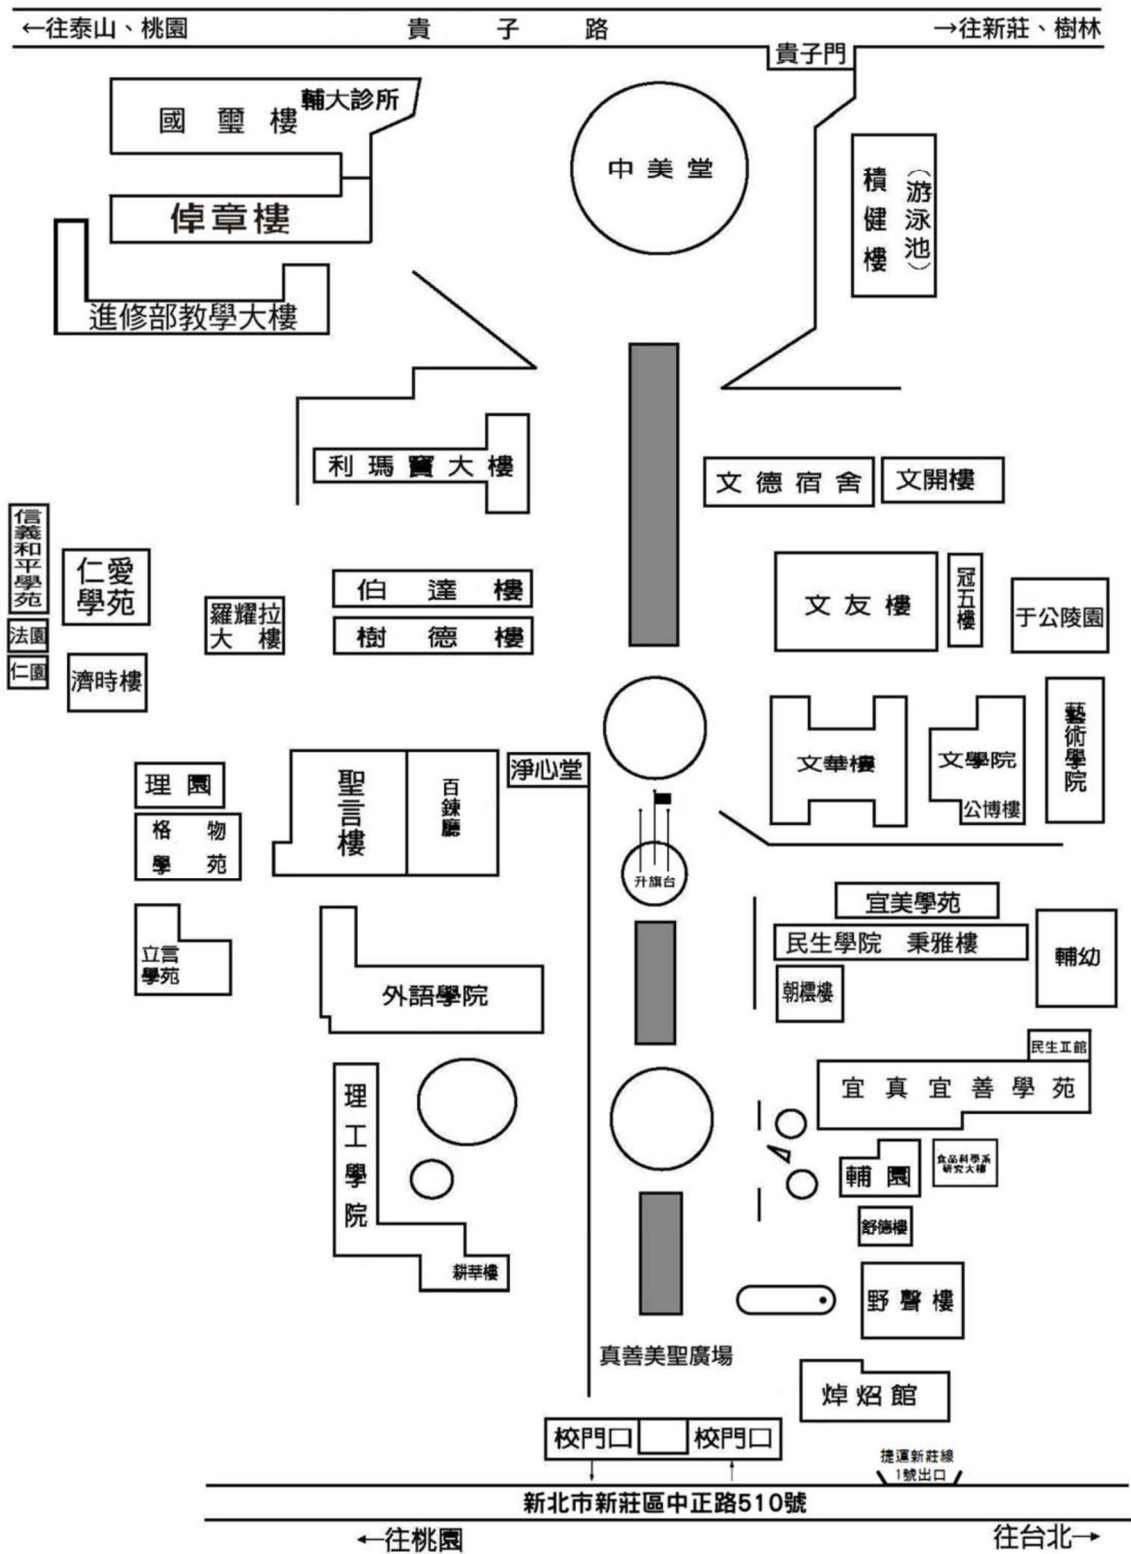 ←往泰山、桃園
貴子路
→往新莊、樹林
貴子門
輔大診所
國璽樓
中美堂
積健樓
（游泳池）
倬章樓
進修部教學大樓
利瑪竇大樓
文德宿舍
文開樓
信義和平學苑
仁愛
學苑
法園
仁園
濟時樓
羅耀拉
大樓
伯達樓
樹德樓
文友樓
冠五樓
于公陵園
理園
格物
學苑
聖言樓
百鍊廳
淨心堂
文華樓
文學院
公博樓
藝術學院
升旗台
立言
學苑
外語學院
宜美學苑
民生學院 秉雅樓
朝橒樓
輔幼
民生工館
宜真宜善學苑
理工學院
耕莘樓
輔園
食品科學系
研究大樓
舒德樓
野聲樓
真善美聖廣場
焯炤館
校門口
校門口
捷運新莊線
1號出口
新北市新莊區中正路510號
←往桃園
往台北→